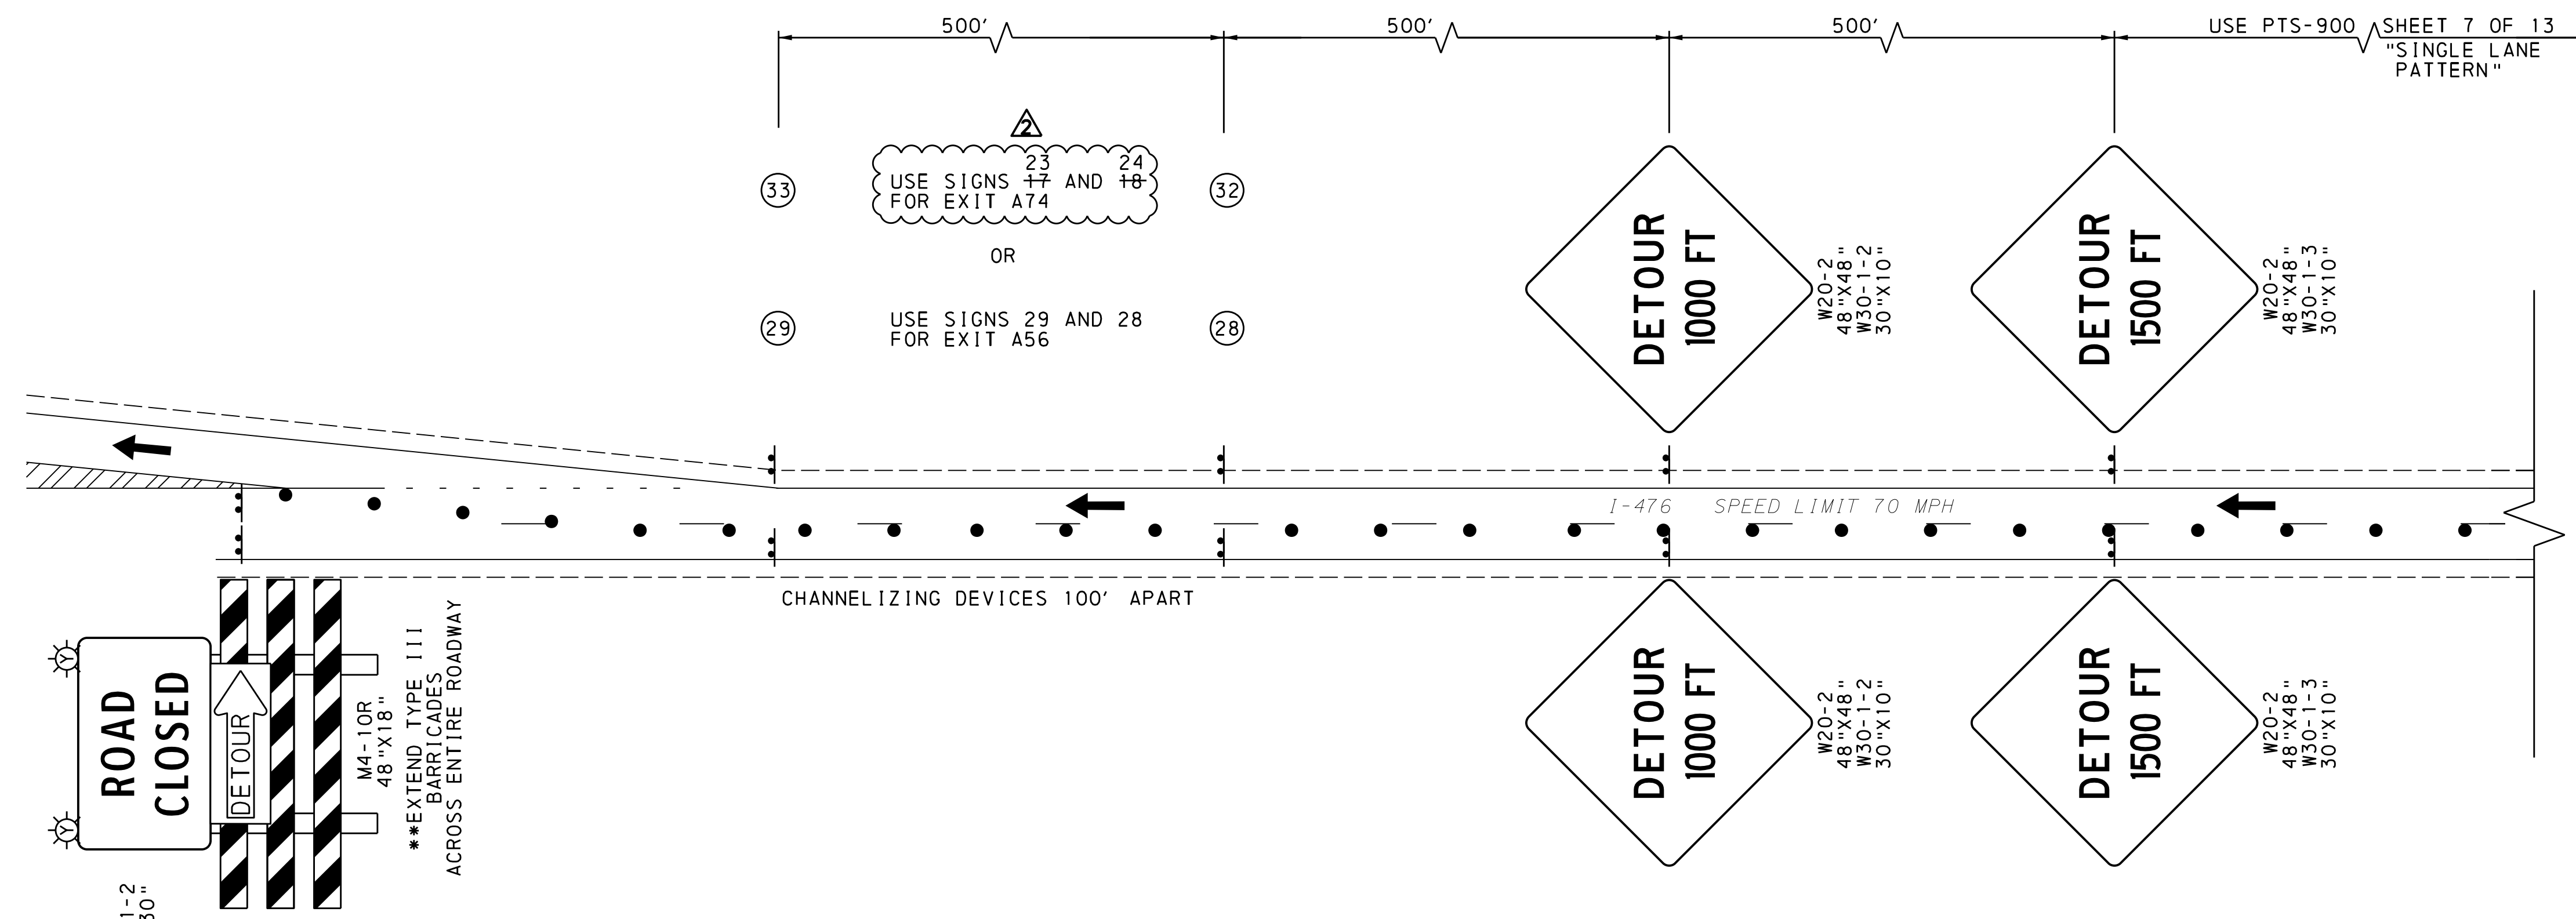 500'
500'
500'
USE PTS-900 SHEET 7 OF 13
"SINGLE LANE
PATTERN"
2
23 24
USE SIGNS 17 AND 18
FOR EXIT A74
33
32
OR
29
USE SIGNS 29 AND 28
FOR EXIT A56
28
DETOUR
1000 FT
W20-2
48"X48"
W30-1-2
30"X10"
DETOUR
1500 FT
W20-2
48"X48"
W30-1-3
30"X10"
I-476 SPEED LIMIT 70 MPH
CHANNELIZING DEVICES 100' APART
Y
Y
ROAD
CLOSED
DETOUR
M4-10R
48"X18"
**EXTEND TYPE III
BARRICADES
ACROSS ENTIRE ROADWAY
DETOUR
1000 FT
W20-2
48"X48"
W30-1-2
30"X10"
DETOUR
1500 FT
W20-2
48"X48"
W30-1-3
30"X10"
1-2
30"